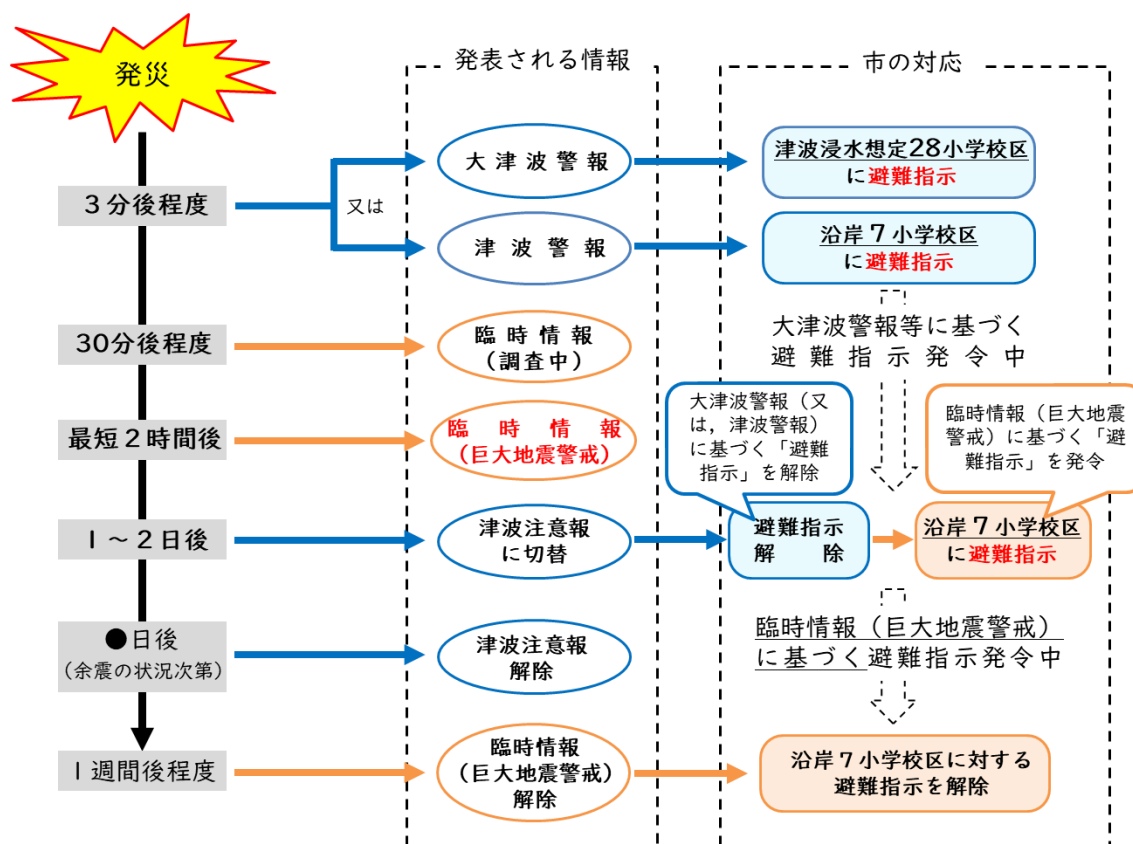 発災
発表される情報
市の対応
3分後程度
又は
大津波警報
津波浸水想定28小学校区
に避難指示
津波警報
沿岸7小学校区
に避難指示
30分後程度
臨時情報
(調査中)
大津波警報等に基づく
避難指示発令中
最短2時間後
臨時情報
(巨大地震警戒)
大津波警報(又
は，津波警報)
に基づく「避難
指示」を解除
臨時情報(巨大地震
警戒)に基づく「避
難指示」を発令
1～2日後
津波注意報
に切替
避難指示
解除
沿岸7小学校区
に避難指示
●日後
(余震の状況次第)
津波注意報
解除
臨時情報(巨大地震警戒)
に基づく避難指示発令中
1週間後程度
臨時情報
(巨大地震警戒)
解除
沿岸7小学校区に対する
避難指示を解除